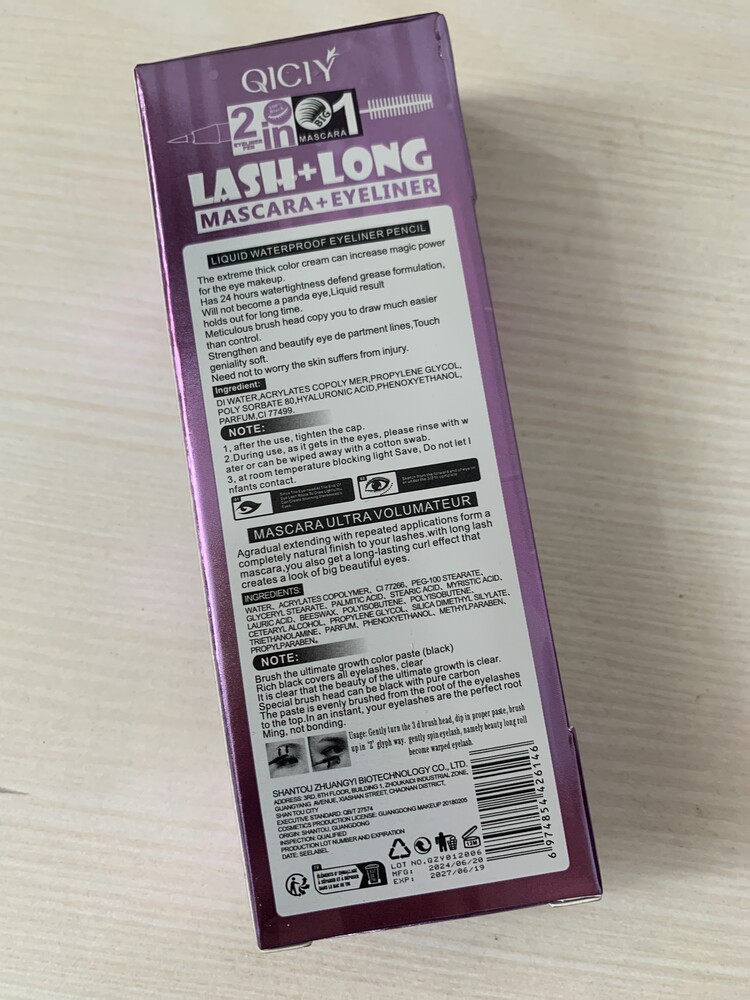 QICIY
2 in 1
EYELINER PEN
BIG
MASCARA
LASH+LONG
MASCARA+EYELINER
LIQUID WATERPROOF EYELINER PENCIL
The extreme thick color cream can increase magic power
for the eye makeup.
Has 24 hours watertightness defend grease formulation,
Will not become a panda eye,Liquid result
holds out for long time.
Meticulous brush head copy you to draw much easier
than control.
Strengthen and beautify eye de partment lines,Touch
geniality soft.
Need not to worry the skin suffers from injury.
Ingredient:
DI WATER,ACRYLATES COPOLY MER,PROPYLENE GLYCOL,
POLY SORBATE 80,HYALURONIC ACID,PHENOXYETHANOL,
PARFUM,CI 77499.
NOTE:
1, after the use, tighten the cap.
2.During use, as it gets in the eyes, please rinse with w
ater or can be wiped away with a cotton swab.
3, at room temperature blocking light Save, Do not let I
nfants contact.
MASCARA ULTRA VOLUMATEUR
Agradual extending with repeated applications form a
completely natural finish to your lashes.with long lash
mascara,you also get a long-lasting curl effect that
creates a look of big beautiful eyes.
INGREDIENTS:
WATER、ACRYLATES COPOLYMER、CI 77266、PEG-100 STEARATE、
GLYCERYL STEARATE、PALMITIC ACID、STEARIC ACID、MYRISTIC ACID、
LAURIC ACID、BEESWAX、POLYISOBUTENE、POLYISOBUTENE、
CETEARYL ALCOHOL、PROPYLENE GLYCOL、SILICA DIMETHYL SILYLATE、
TRIETHANOLAMINE、PARFUM、PHENOXYETHANOL、METHYLPARABEN、
PROPYLPARABEN。
NOTE:
Brush the ultimate growth color paste (black)
Rich black covers all eyelashes, clear
It is clear that the beauty of the ultimate growth is clear.
Special brush head can be black with pure carbon
The paste is evenly brushed from the root of the eyelashes
to the top.In an instant, your eyelashes are the perfect root
Ming, not bonding.
Usage: Gently turn the 3 d brush head, dip in proper paste, brush
up in "Z" glyph way, gently spin eyelash, namely beauty long roll
become warped eyelash.
SHANTOU ZHUANGYI BIOTECHNOLOGY CO., LTD.
ADDRESS: 3RD, 6TH FLOOR, BUILDING 1, ZHOUKAIDI INDUSTRIAL ZONE,
GUANGYANG AVENUE, XIASHAN STREET, CHAONAN DISTRICT,
SHAN TOU CITY
EXECUTIVE STANDARD: QB/T 27574
COSMETICS PRODUCTION LICENSE: GUANGDONG MAKEUP 20180205
ORIGIN: SHANTOU, GUANGDONG
INSPECTION: QUALIFIED
PRODUCTION LOT NUMBER AND EXPIRATION
DATE: SEELABEL
12M
LOT NO.QZY012006
MFG: 2024/06/20
EXP: 2027/06/19
FR
ÉLÉMENTS D'EMBALLAGE
À SÉPARER ET À DÉPOSER
DANS LE BAC DE TRI
6 974854 426146